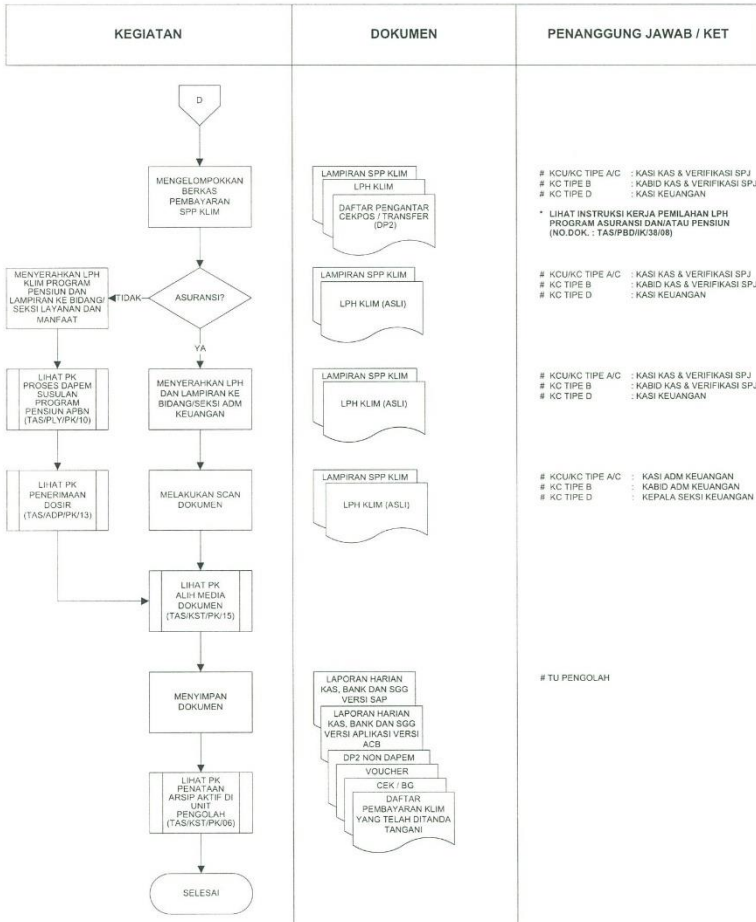 KEGIATAN
DOKUMEN
PENANGGUNG JAWAB / KET
D
MENGELOMPOKKAN
BERKAS
PEMBAYARAN
SPP KLIM
LAMPIRAN SPP KLIM
LPH KLIM
DAFTAR PENGANTAR
CEKPOS / TRANSFER
(DP2)
# KCU/KC TIPE A/C : KASI KAS & VERIFIKASI SPJ
# KC TIPE B : KABID KAS & VERIFIKASI SPJ
# KC TIPE D : KASI KEUANGAN
* LIHAT INSTRUKSI KERJA PEMILAHAN LPH
PROGRAM ASURANSI DAN/ATAU PENSIUN
(NO.DOK. : TAS/PBD/IK/38/08)
MENYERAHKAN LPH
KLIM PROGRAM
PENSIUN DAN
LAMPIRAN KE BIDANG/
SEKSI LAYANAN DAN
MANFAAT
TIDAK
ASURANSI?
YA
LAMPIRAN SPP KLIM
LPH KLIM (ASLI)
# KCU/KC TIPE A/C : KASI KAS & VERIFIKASI SPJ
# KC TIPE B : KABID KAS & VERIFIKASI SPJ
# KC TIPE D : KASI KEUANGAN
LIHAT PK
PROSES DAPEM
SUSULAN
PROGRAM
PENSIUN APBN
(TAS/PLY/PK/10)
MENYERAHKAN LPH
DAN LAMPIRAN KE
BIDANG/SEKSI ADM
KEUANGAN
LAMPIRAN SPP KLIM
LPH KLIM (ASLI)
# KCU/KC TIPE A/C : KASI KAS & VERIFIKASI SPJ
# KC TIPE B : KABID KAS & VERIFIKASI SPJ
# KC TIPE D : KASI KEUANGAN
LIHAT PK
PENERIMAAN
DOSIR
(TAS/ADP/PK/13)
MELAKUKAN SCAN
DOKUMEN
LAMPIRAN SPP KLIM
LPH KLIM (ASLI)
# KCU/KC TIPE A/C : KASI ADM KEUANGAN
# KC TIPE B : KABID ADM KEUANGAN
# KC TIPE D : KEPALA SEKSI KEUANGAN
LIHAT PK
ALIH MEDIA
DOKUMEN
(TAS/KST/PK/15)
MENYIMPAN
DOKUMEN
LAPORAN HARIAN
KAS, BANK DAN SGG
VERSI SAP
LAPORAN HARIAN
KAS, BANK DAN SGG
VERSI APLIKASI VERSI
ACB
DP2 NON DAPEM
VOUCHER
CEK / BG
DAFTAR
PEMBAYARAN KLIM
YANG TELAH DITANDA
TANGANI
# TU PENGOLAH
LIHAT PK
PENATAAN
ARSIP AKTIF DI
UNIT
PENGOLAH
(TAS/KST/PK/06)
SELESAI